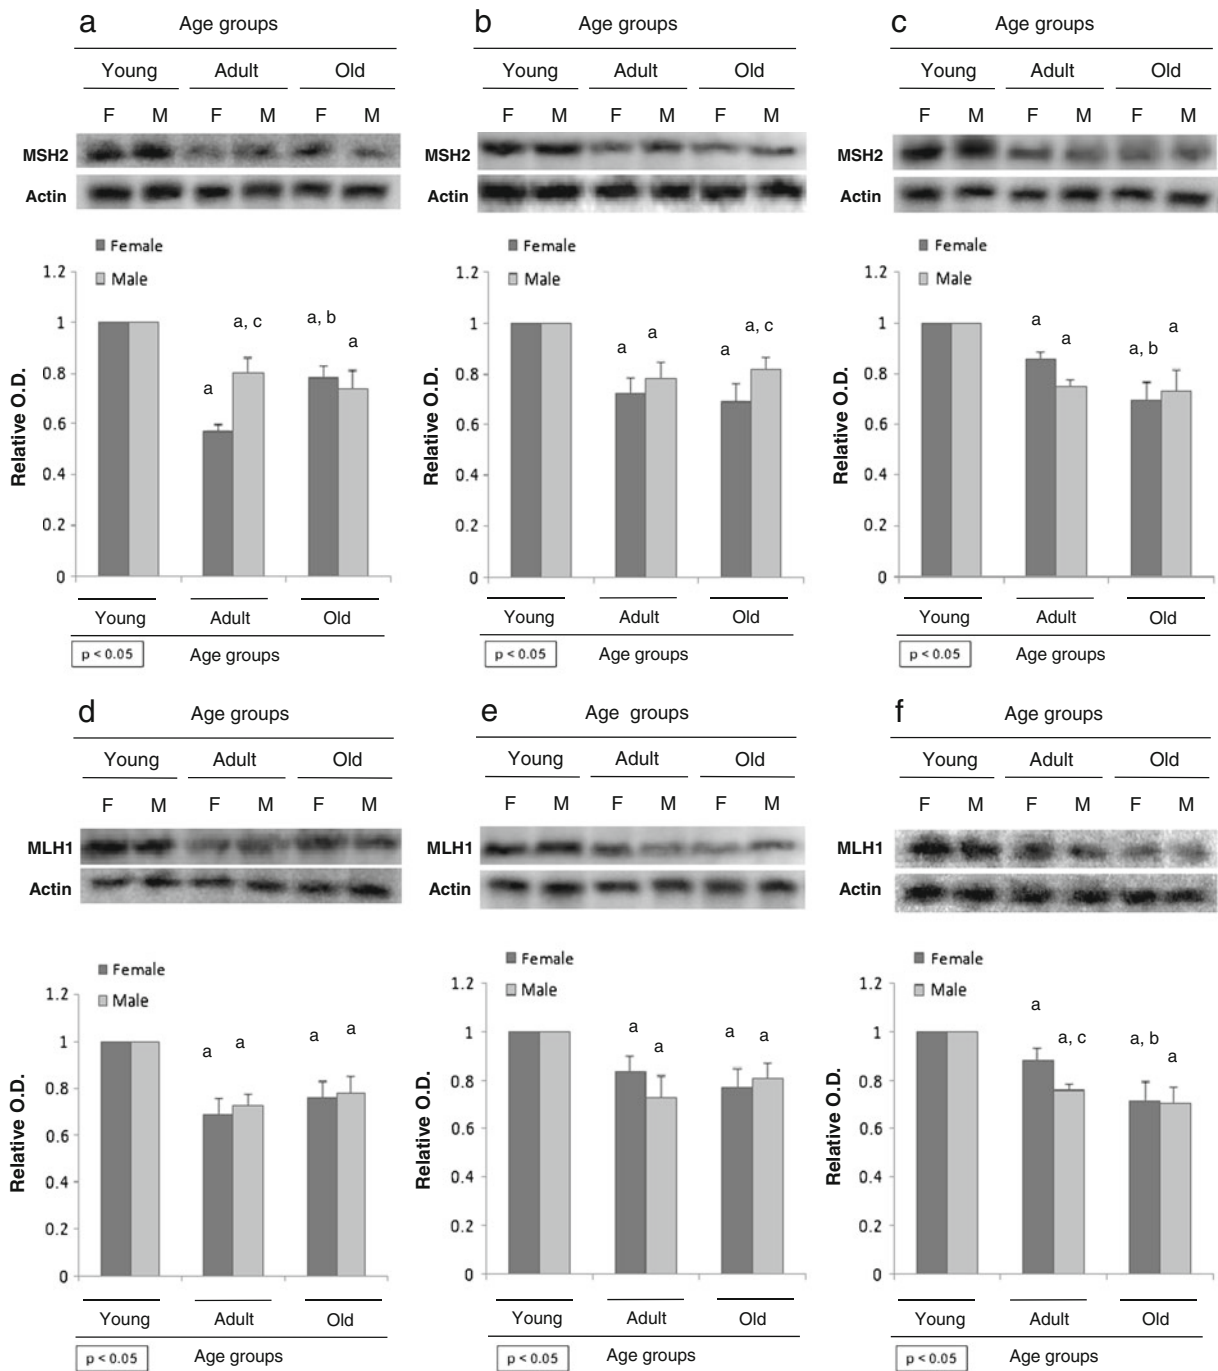 a
Age groups
Young Adult Old
F M F M F M
MSH2
Actin
Female
Male
1.2
1
0.8
0.6
0.4
0.2
0
Relative O.D.
a
a, c
a, b
a
Young Adult Old
p < 0.05
Age groups
b
Age groups
Young Adult Old
F M F M F M
MSH2
Actin
Female
Male
1.2
1
0.8
0.6
0.4
0.2
0
Relative O.D.
a
a
a
a, c
Young Adult Old
p < 0.05
Age groups
c
Age groups
Young Adult Old
F M F M F M
MSH2
Actin
Female
Male
1.2
1
0.8
0.6
0.4
0.2
0
Relative O.D.
a
a
a, b
a
Young Adult Old
p < 0.05
Age groups
d
Age groups
Young Adult Old
F M F M F M
MLH1
Actin
Female
Male
1.2
1
0.8
0.6
0.4
0.2
0
Relative O.D.
a
a
a
a
Young Adult Old
p < 0.05
Age groups
e
Age groups
Young Adult Old
F M F M F M
MLH1
Actin
Female
Male
1.2
1
0.8
0.6
0.4
0.2
0
Relative O.D.
a
a
a
a
Young Adult Old
p < 0.05
Age groups
f
Age groups
Young Adult Old
F M F M F M
MLH1
Actin
Female
Male
1.2
1
0.8
0.6
0.4
0.2
0
Relative O.D.
a
a, c
a, b
a
Young Adult Old
p < 0.05
Age groups